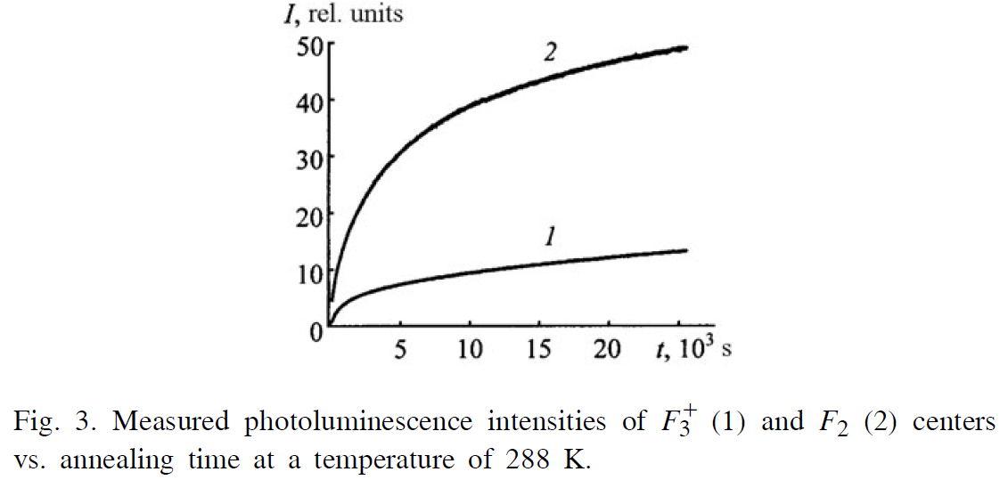 I, rel. units
50
40
30
20
10
0
2
1
5 10 15 20 t, 10³ s
Fig. 3. Measured photoluminescence intensities of F₃⁺ (1) and F₂ (2) centers
vs. annealing time at a temperature of 288 K.